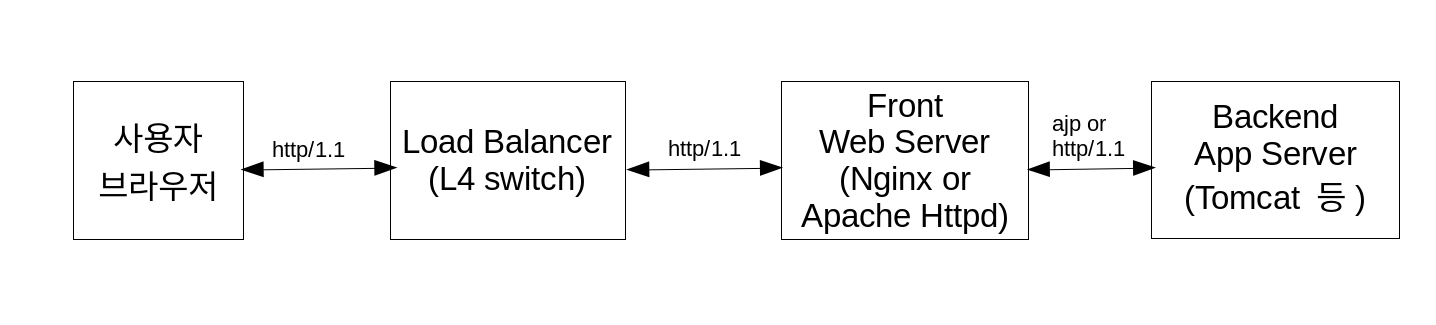 사용자
브라우저
http/1.1
Load Balancer
(L4 switch)
http/1.1
Front
Web Server
(Nginx or
Apache Httpd)
ajp or
http/1.1
Backend
App Server
(Tomcat 등 )